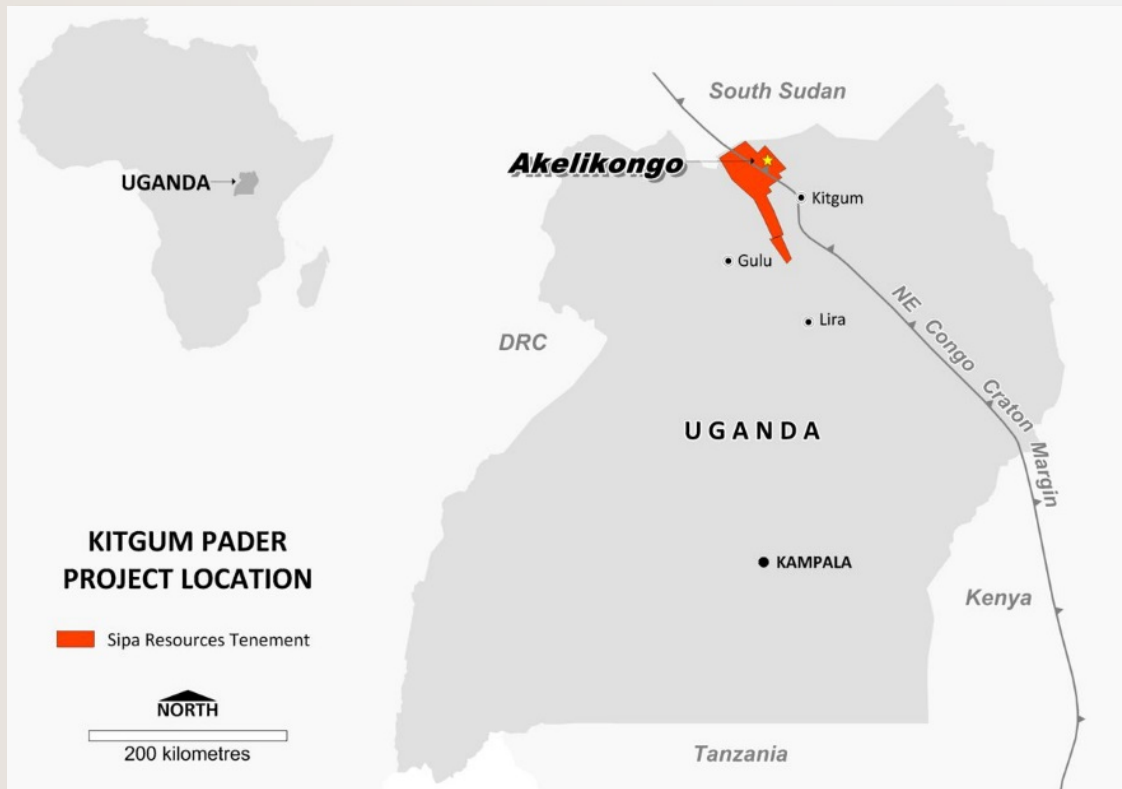 South Sudan
Akelikongo
UGANDA
Kitgum
Gulu
NE Congo Craton Margin
Lira
DRC
UGANDA
KITGUM PADER
PROJECT LOCATION
KAMPALA
Kenya
Sipa Resources Tenement
NORTH
200 kilometres
Tanzania